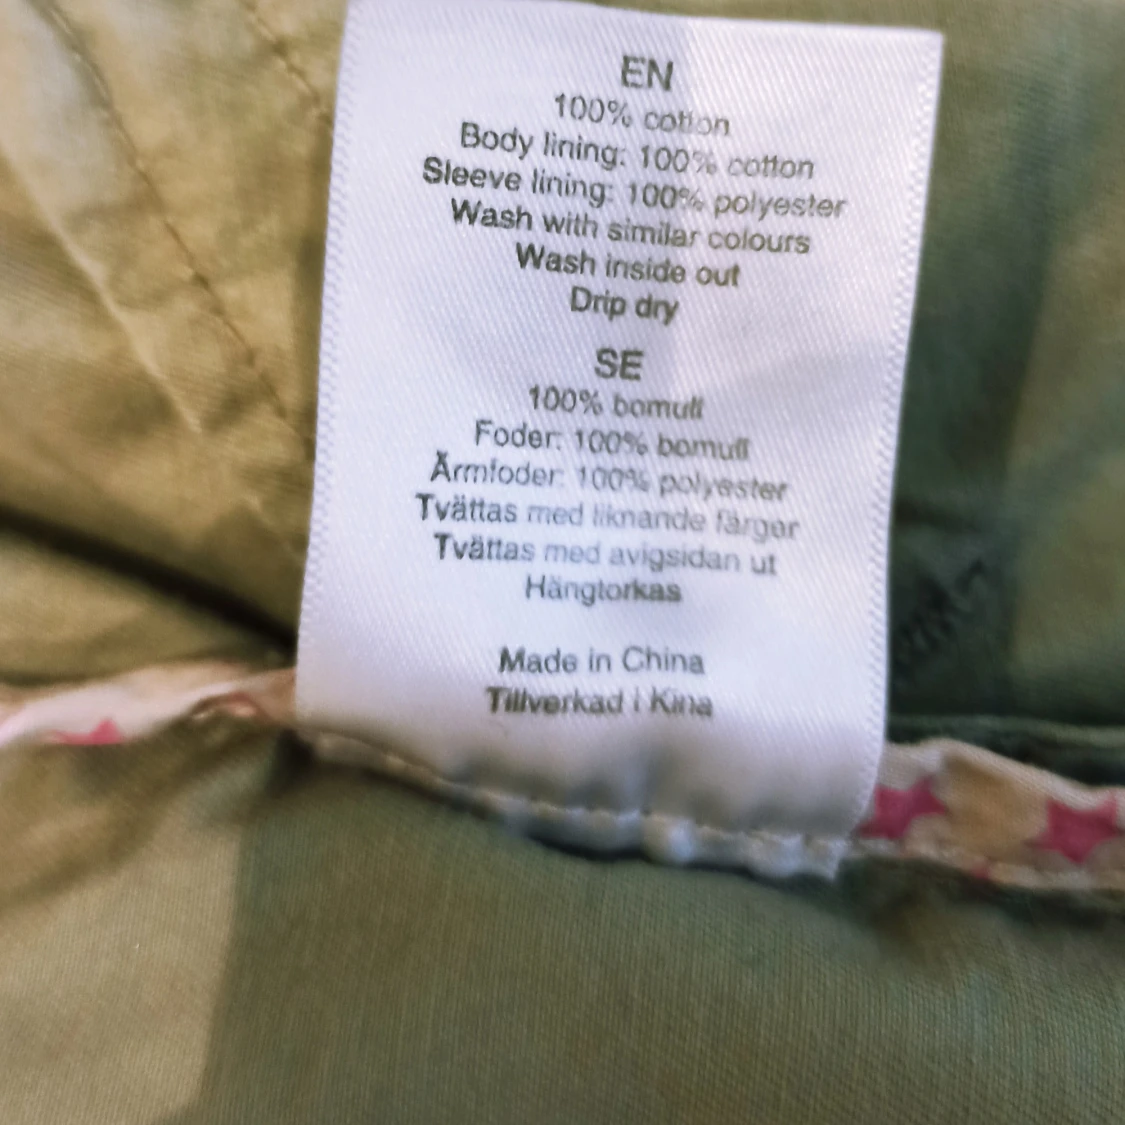 EN
100% cotton
Body lining: 100% cotton
Sleeve lining: 100% polyester
Wash with similar colours
Wash inside out
Drip dry
SE
100% bomull
Foder: 100% bomull
Ärmfoder: 100% polyester
Tvättas med liknande färger
Tvättas med avigsidan ut
Hängtorkas
Made in China
Tillverkad i Kina